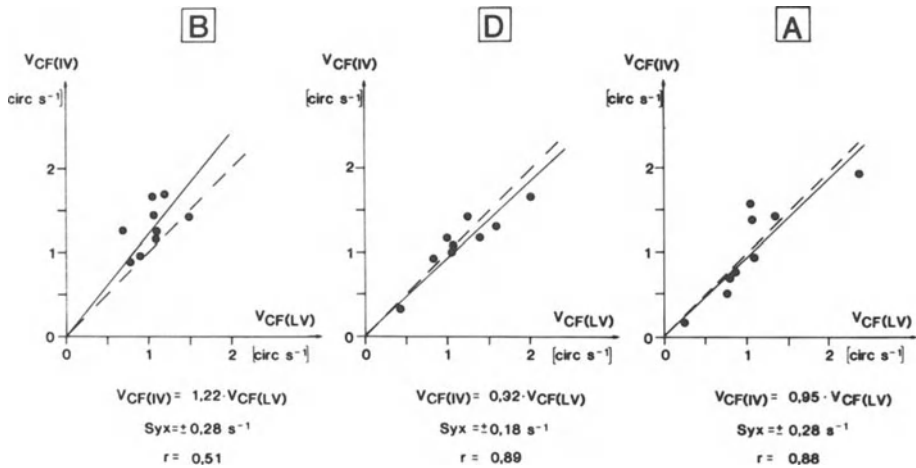 B
D
A
VCF(IV)
VCF(IV)
VCF(IV)
[circ s⁻¹]
[circ s⁻¹]
[circ s⁻¹]
2
2
2
1
1
1
VCF(LV)
VCF(LV)
VCF(LV)
0
0
0
0 1 2 [circ s⁻¹]
0 1 2 [circ s⁻¹]
0 1 2 [circ s⁻¹]
VCF(IV) = 1,22·VCF(LV)
Syx=± 0,28 s⁻¹
r = 0,51
VCF(IV) = 0,32·VCF(LV)
Syx=± 0,18 s⁻¹
r = 0,89
VCF(IV) = 0,95 · VCF(LV)
Syx=± 0,28 s⁻¹
r = 0,88